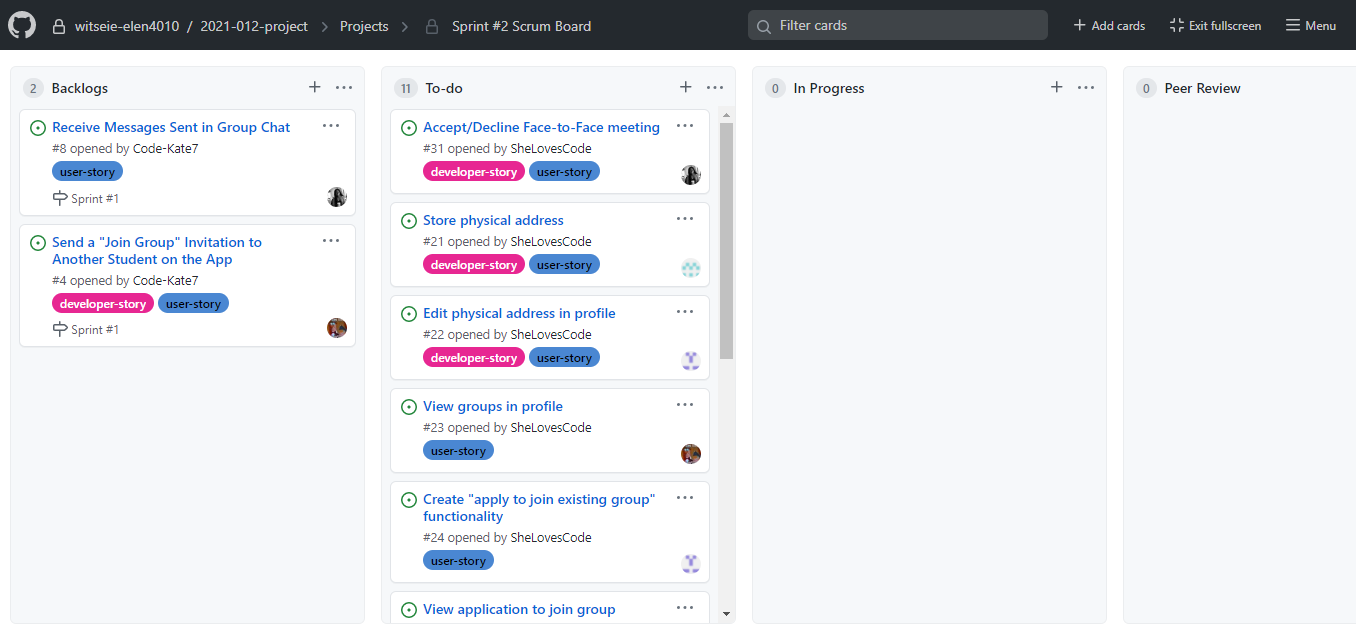 witseie-elen4010 / 2021-012-project Projects Sprint #2 Scrum Board Filter cards Add cards Exit fullscreen Menu
2 Backlogs
Receive Messages Sent in Group Chat
#8 opened by Code-Kate7
user-story
Sprint #1
Send a "Join Group" Invitation to
Another Student on the App
#4 opened by Code-Kate7
developer-story user-story
Sprint #1
11 To-do
Accept/Decline Face-to-Face meeting
#31 opened by SheLovesCode
developer-story user-story
Store physical address
#21 opened by SheLovesCode
developer-story user-story
Edit physical address in profile
#22 opened by SheLovesCode
developer-story user-story
View groups in profile
#23 opened by SheLovesCode
user-story
Create "apply to join existing group"
functionality
#24 opened by SheLovesCode
user-story
View application to join group
0 In Progress
0 Peer Review